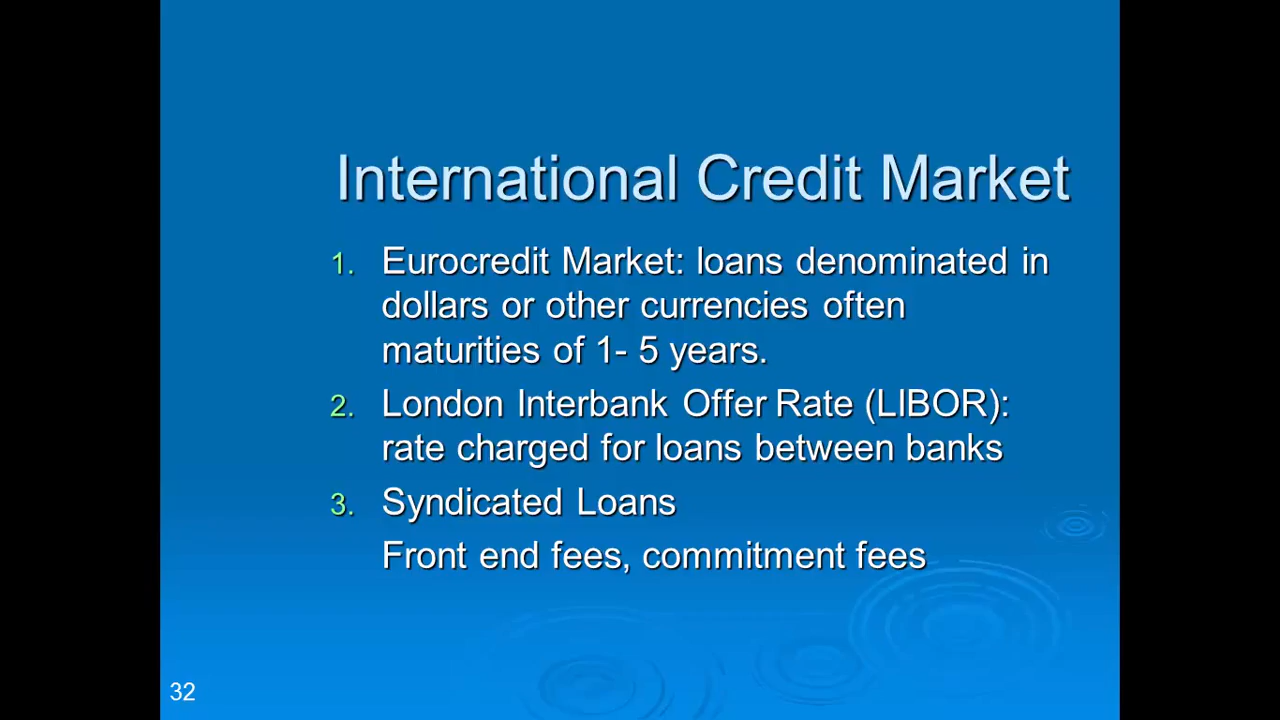 International Credit Market
1. Eurocredit Market: loans denominated in
dollars or other currencies often
maturities of 1- 5 years.
2. London Interbank Offer Rate (LIBOR):
rate charged for loans between banks
3. Syndicated Loans
Front end fees, commitment fees
32